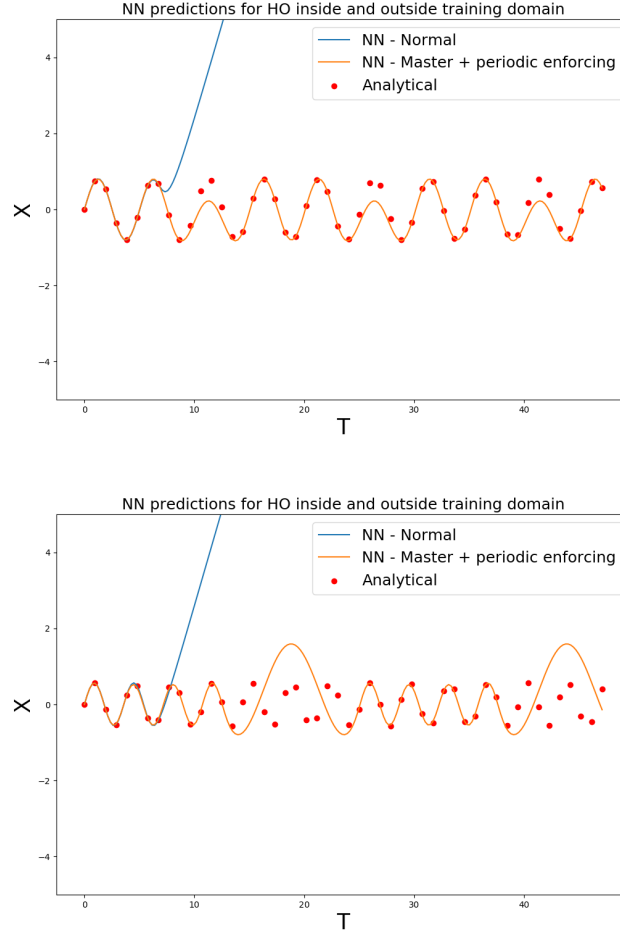 NN predictions for HO inside and outside training domain
NN - Normal
NN - Master + periodic enforcing
Analytical
4
2
0
−2
−4
X
0
10
20
30
40
T
NN predictions for HO inside and outside training domain
NN - Normal
NN - Master + periodic enforcing
Analytical
4
2
0
−2
−4
X
0
10
20
30
40
T